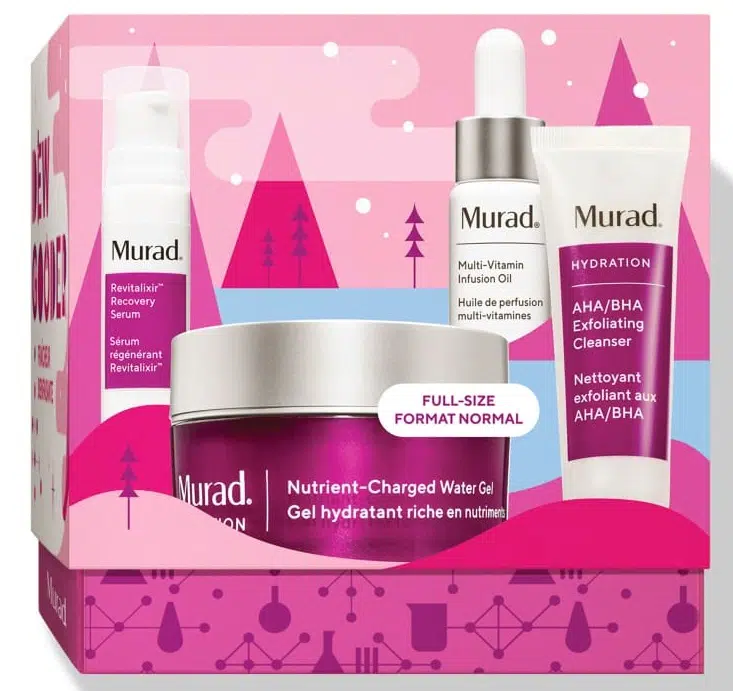 DEW
GOODER
Murad.
Revitalixir™
Recovery
Serum
Sérum
régénérant
Revitalixir™
Murad.
Multi-Vitamin
Infusion Oil
Huile de perfusion
multi-vitamines
Murad.
HYDRATION
AHA/BHA
Exfoliating
Cleanser
Nettoyant
exfoliant aux
AHA/BHA
FULL-SIZE
FORMAT NORMAL
Murad.
Nutrient-Charged Water Gel
Gel hydratant riche en nutriments
Murad